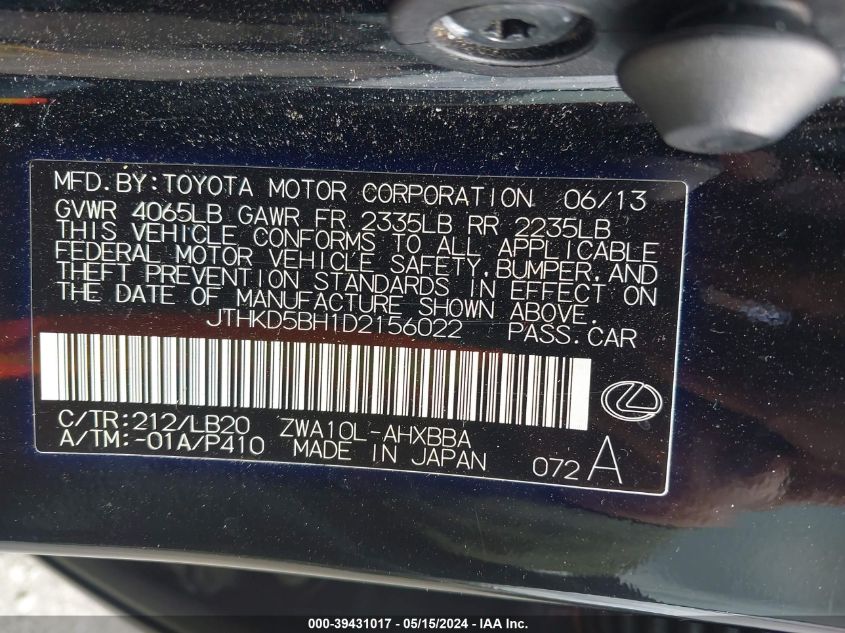 MFD.BY:TOYOTA MOTOR CORPORATION 06/13
GVWR 4065LB GAWR FR 2335LB RR 2235LB
THIS VEHICLE CONFORMS TO ALL APPLICABLE
FEDERAL MOTOR VEHICLE SAFETY,BUMPER,AND
THEFT PREVENTION STANDARDS IN EFFECT ON
THE DATE OF MANUFACTURE SHOWN ABOVE.
JTHKD5BH1D2156022 PASS.CAR
C/TR:212/LB20 ZWA10L-AHXBBA
A/TM:-01A/P410 MADE IN JAPAN 072 A
000-39431017 - 05/15/2024 - IAA Inc.